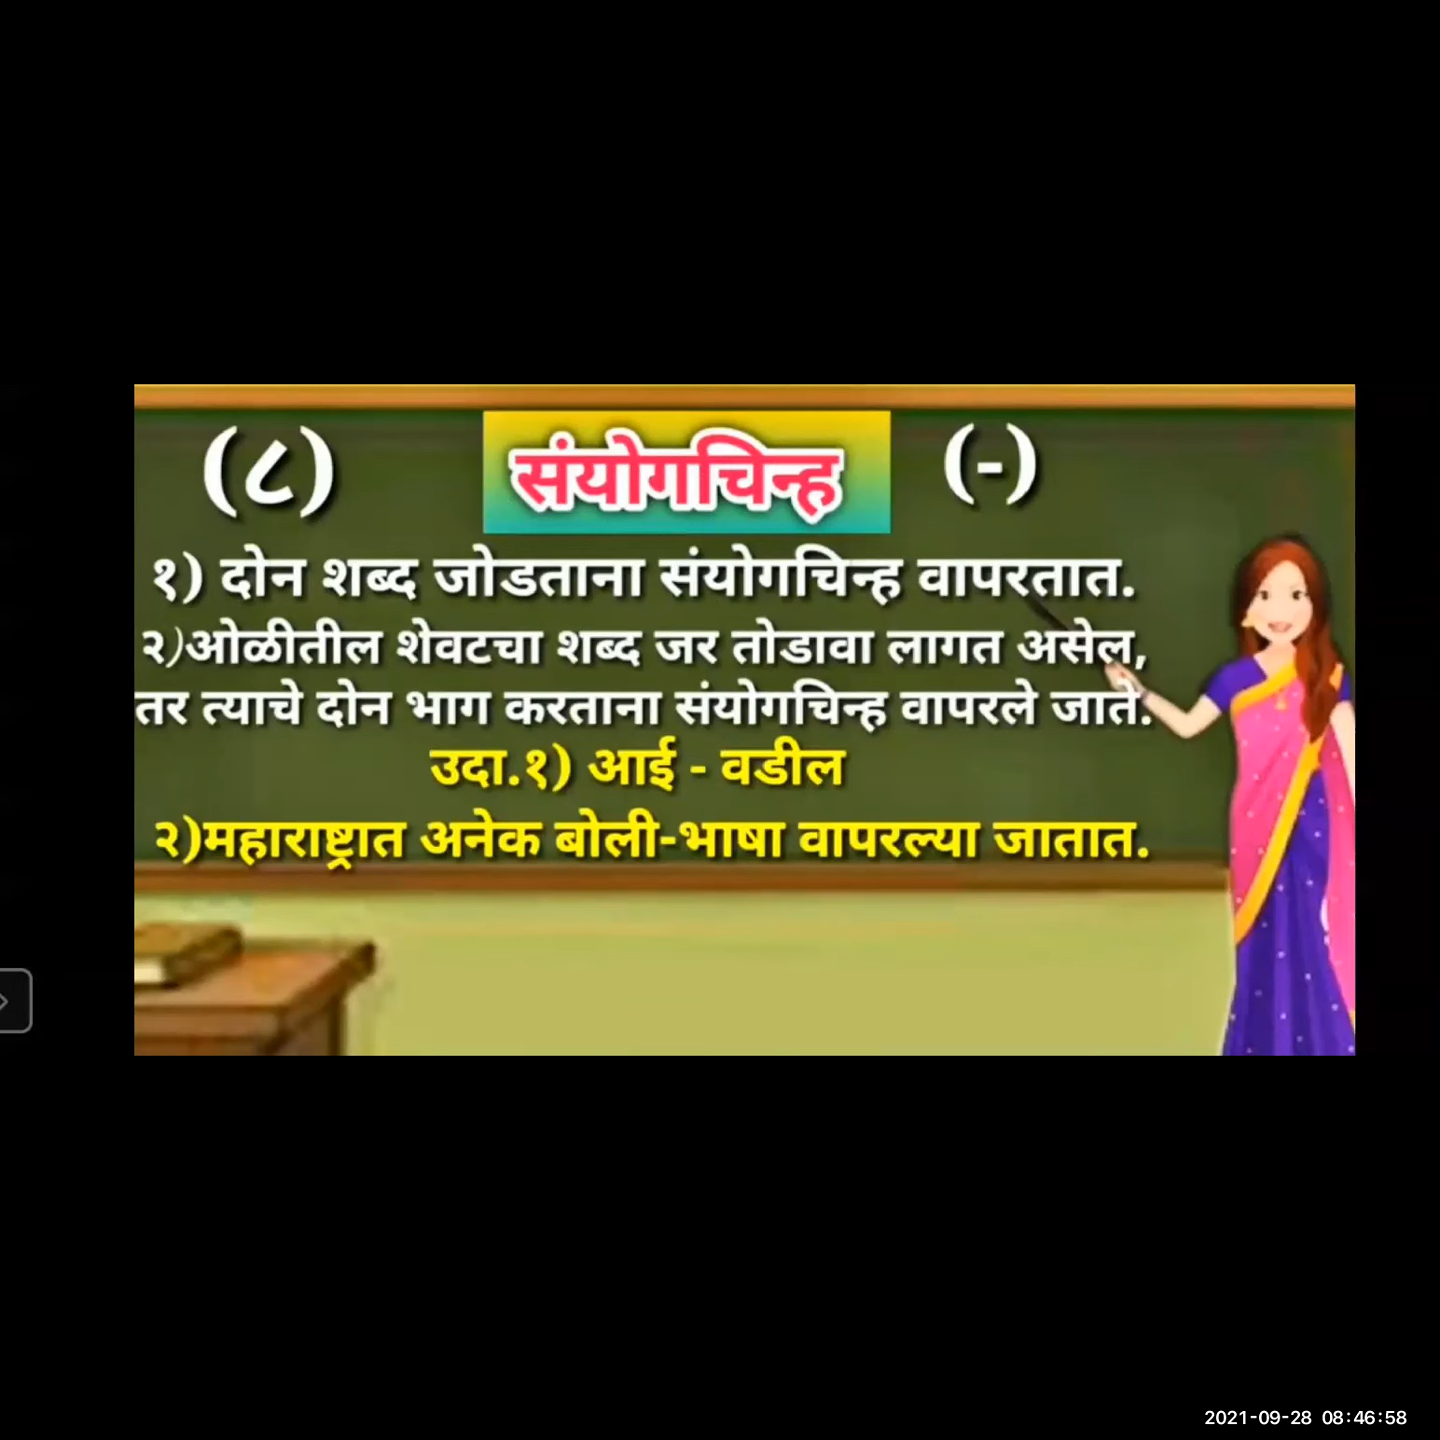 (८) संयोगचिन्ह (-)
१) दोन शब्द जोडताना संयोगचिन्ह वापरतात.
२)ओळीतील शेवटचा शब्द जर तोडावा लागत असेल,
तर त्याचे दोन भाग करताना संयोगचिन्ह वापरले जाते.
उदा.१) आई - वडील
२)महाराष्ट्रात अनेक बोली-भाषा वापरल्या जातात.
2021-09-28 08:46:58